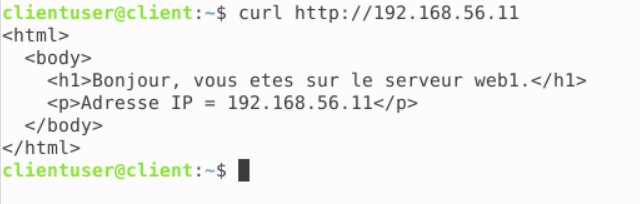 clientuser@client:~$ curl http://192.168.56.11
<html>
  <body>
    <h1>Bonjour, vous etes sur le serveur web1.</h1>
    <p>Adresse IP = 192.168.56.11</p>
  </body>
</html>
clientuser@client:~$